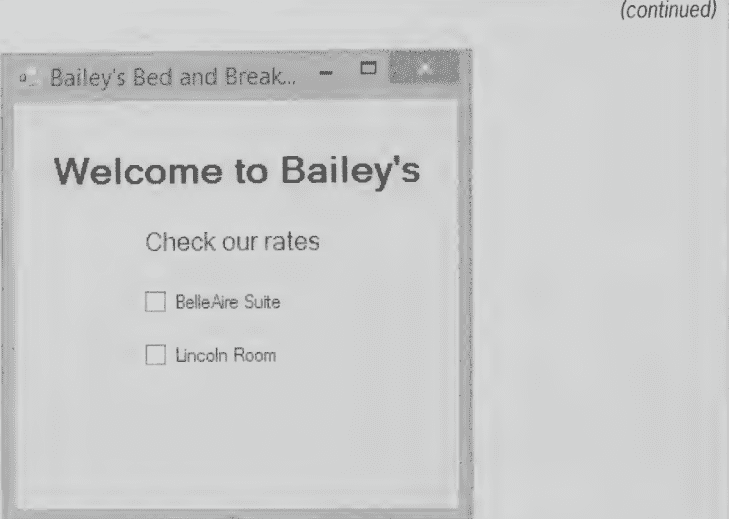 (continued)
Bailey's Bed and Break...
Welcome to Bailey's
Check our rates
BelleAire Suite
Lincoln Room